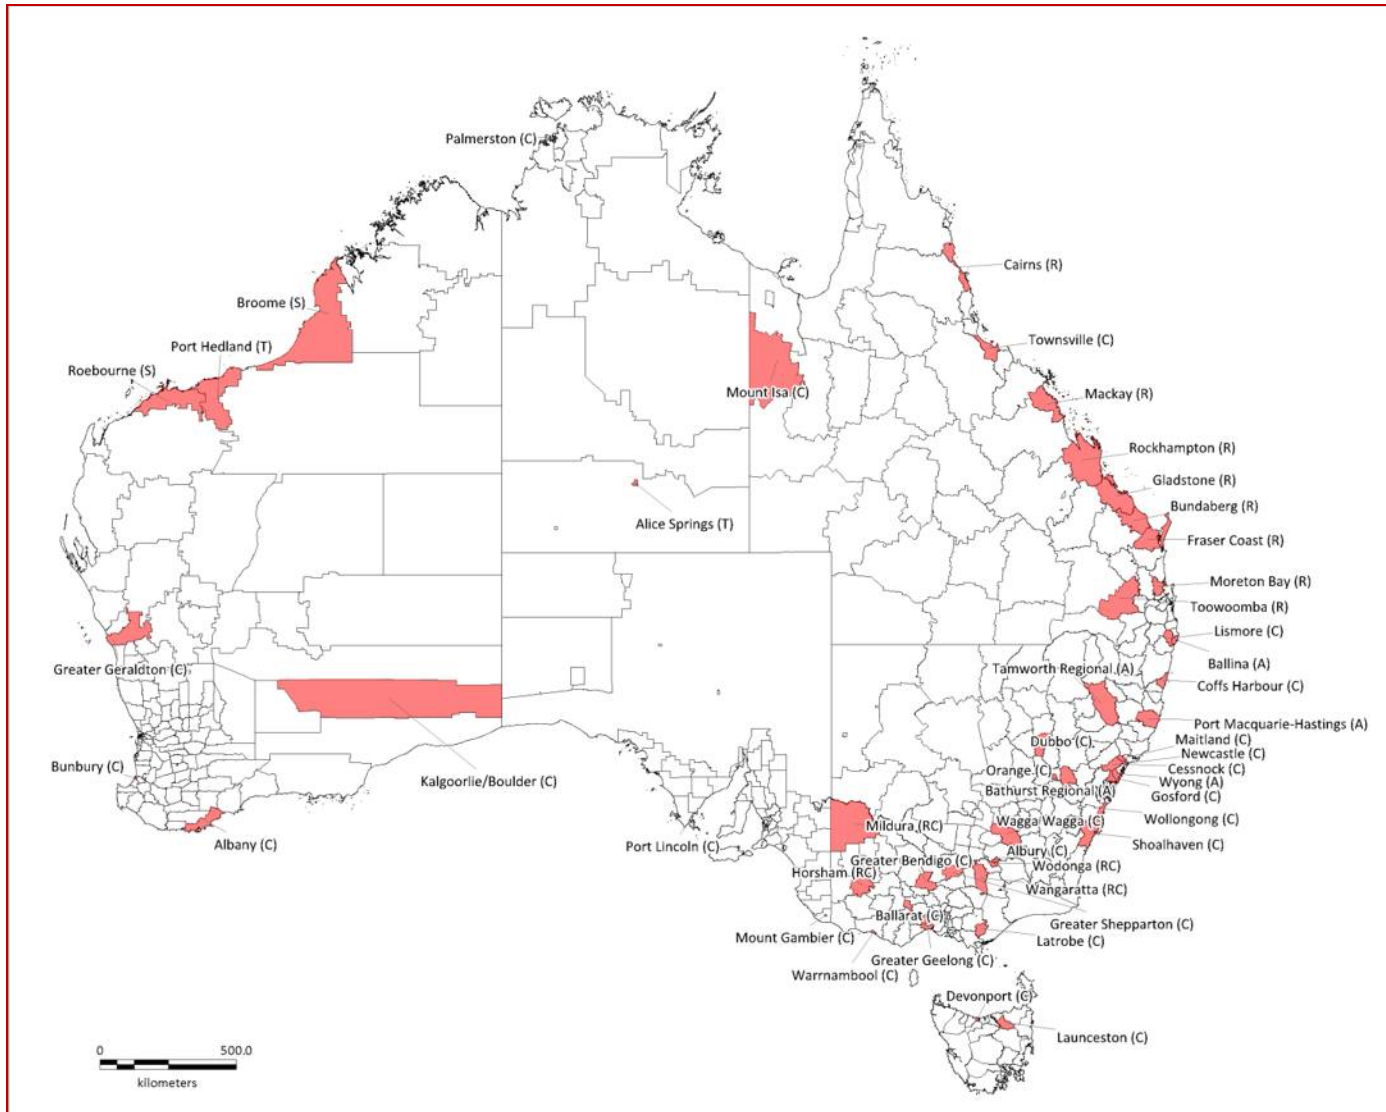 Palmerston (C)
Cairns (R)
Broome (S)
Townsville (C)
Port Hedland (T)
Roebourne (S)
Mount Isa (C)
Mackay (R)
Rockhampton (R)
Gladstone (R)
Bundaberg (R)
Alice Springs (T)
Fraser Coast (R)
Moreton Bay (R)
Toowoomba (R)
Lismore (C)
Ballina (A)
Greater Geraldton (C)
Tamworth Regional (A)
Coffs Harbour (C)
Port Macquarie-Hastings (A)
Dubbo (C)
Maitland (C)
Newcastle (C)
Bunbury (C)
Orange (C)
Cessnock (C)
Kalgoorlie/Boulder (C)
Wyong (A)
Bathurst Regional (A)
Gosford (C)
Wollongong (C)
Wagga Wagga (C)
Mildura (RC)
Albany (C)
Port Lincoln (C)
Shoalhaven (C)
Albury (C)
Greater Bendigo (C)
Wodonga (RC)
Horsham (RC)
Wangaratta (RC)
Ballarat (C)
Greater Shepparton (C)
Mount Gambier (C)
Latrobe (C)
Greater Geelong (C)
Warrnambool (C)
Devonport (C)
Launceston (C)
0 500.0
kilometers